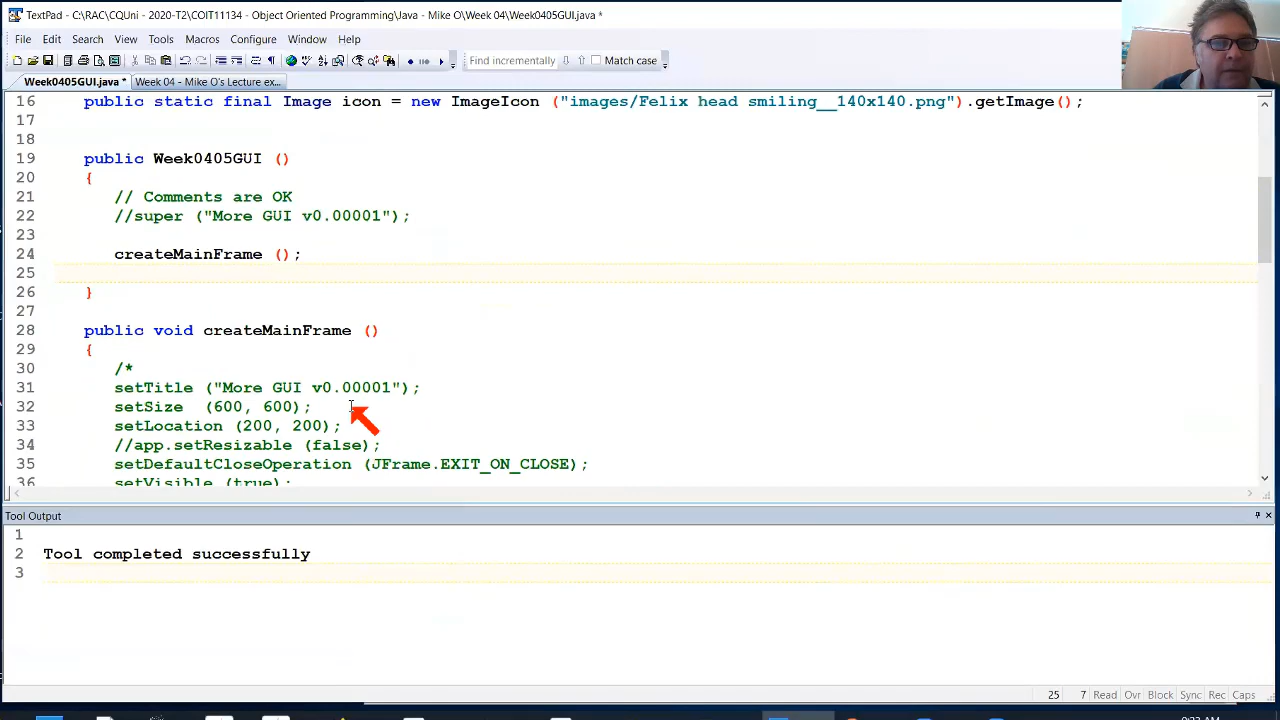 TextPad - C:\RAC\CQUni - 2020-T2\COIT11134 - Object Oriented Programming\Java - Mike O\Week 04\Week0405GUI.java *
File Edit Search View Tools Macros Configure Window Help
Find incrementally Match case
Week0405GUI.java * Week 04 - Mike O's Lecture ex...
16 public static final Image icon = new ImageIcon ("images/Felix head smiling__140x140.png").getImage();
17
18
19 public Week0405GUI ()
20 {
21 // Comments are OK
22 //super ("More GUI v0.00001");
23
24 createMainFrame ();
25
26 }
27
28 public void createMainFrame ()
29 {
30 /*
31 setTitle ("More GUI v0.00001");
32 setSize (600, 600);
33 setLocation (200, 200);
34 //app.setResizable (false);
35 setDefaultCloseOperation (JFrame.EXIT_ON_CLOSE);
36 setVisible (true);
Tool Output
1
2 Tool completed successfully
3
25 7 Read Ovr Block Sync Rec Caps